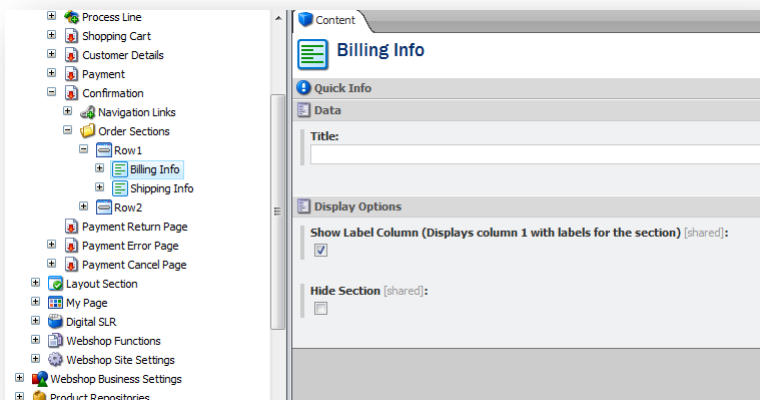 Process Line
Shopping Cart
Customer Details
Payment
Confirmation
Navigation Links
Order Sections
Row1
Billing Info
Shipping Info
Row2
Payment Return Page
Payment Error Page
Payment Cancel Page
Layout Section
My Page
Digital SLR
Webshop Functions
Webshop Site Settings
Webshop Business Settings
Product Repositories
Content
Billing Info
Quick Info
Data
Title:
Display Options
Show Label Column (Displays column 1 with labels for the section) [shared]:
Hide Section [shared]: